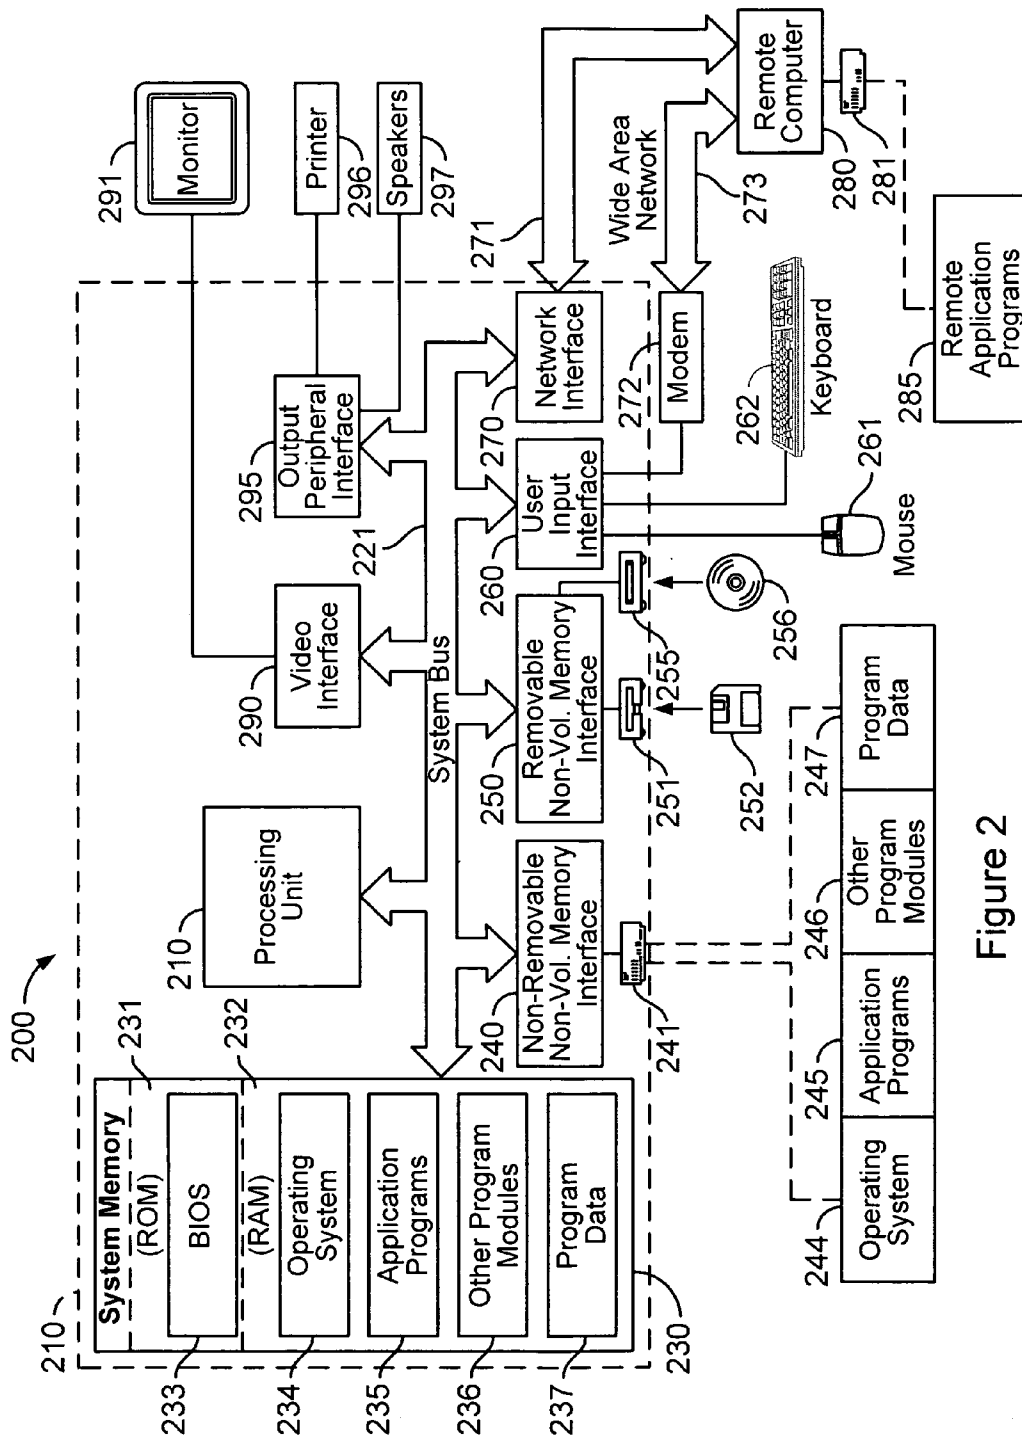 200
210
System Memory
(ROM)
231
BIOS
233
(RAM)
232
Operating
System
234
Application
Programs
235
Other Program
Modules
236
Program
Data
237
230
210
Processing
Unit
290
Video
Interface
291
Monitor
295
Output
Peripheral
Interface
Printer
296
Speakers
297
221
System Bus
240
Non-Removable
Non-Vol. Memory
Interface
241
250
Removable
Non-Vol. Memory
Interface
251
255
252
256
260
User
Input
Interface
270
Network
Interface
271
272
Modem
Wide Area
Network
273
Remote
Computer
280
281
262
Keyboard
261
Mouse
285
Remote
Application
Programs
244
Operating
System
245
Application
Programs
246
Other
Program
Modules
247
Program
Data
Figure 2